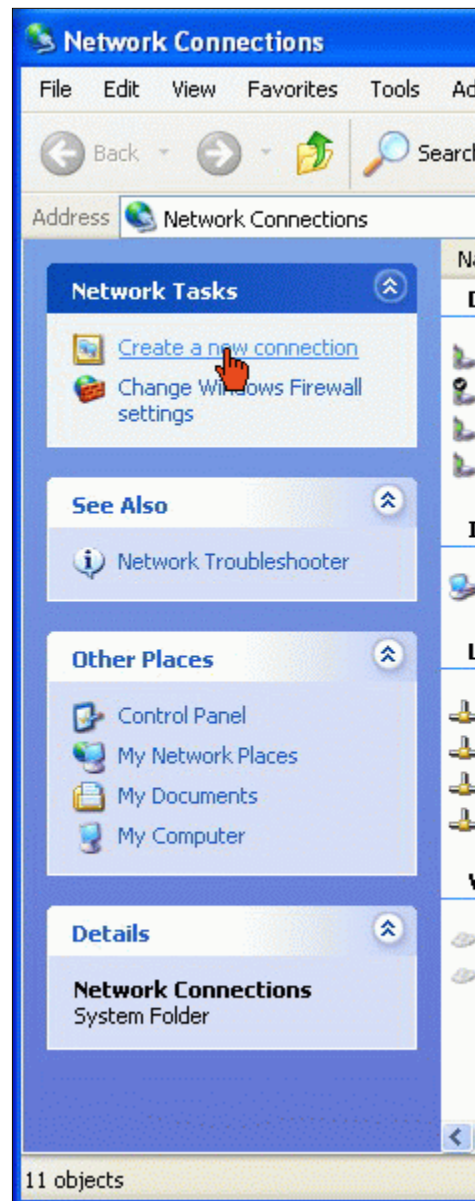 Network Connections
File Edit View Favorites Tools
Back
Address Network Connections
Network Tasks
Create a new connection
Change Windows Firewall
settings
See Also
Network Troubleshooter
Other Places
Control Panel
My Network Places
My Documents
My Computer
Details
Network Connections
System Folder
11 objects